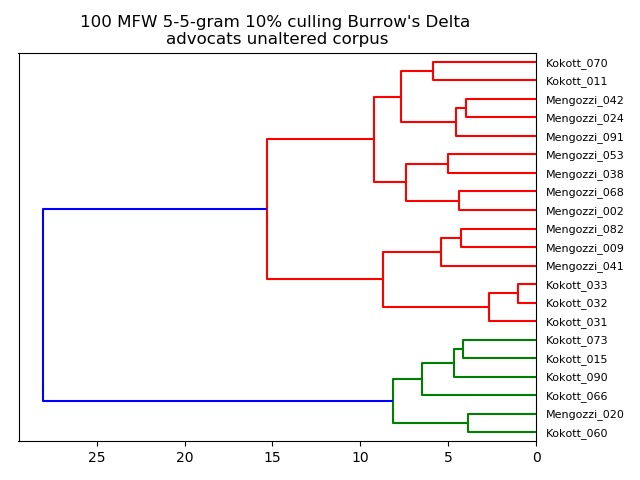 100 MFW 5-5-gram 10% culling Burrow's Delta
advocats unaltered corpus
Kokott_070
Kokott_011
Mengozzi_042
Mengozzi_024
Mengozzi_091
Mengozzi_053
Mengozzi_038
Mengozzi_068
Mengozzi_002
Mengozzi_082
Mengozzi_009
Mengozzi_041
Kokott_033
Kokott_032
Kokott_031
Kokott_073
Kokott_015
Kokott_090
Kokott_066
Mengozzi_020
Kokott_060
25 20 15 10 5 0